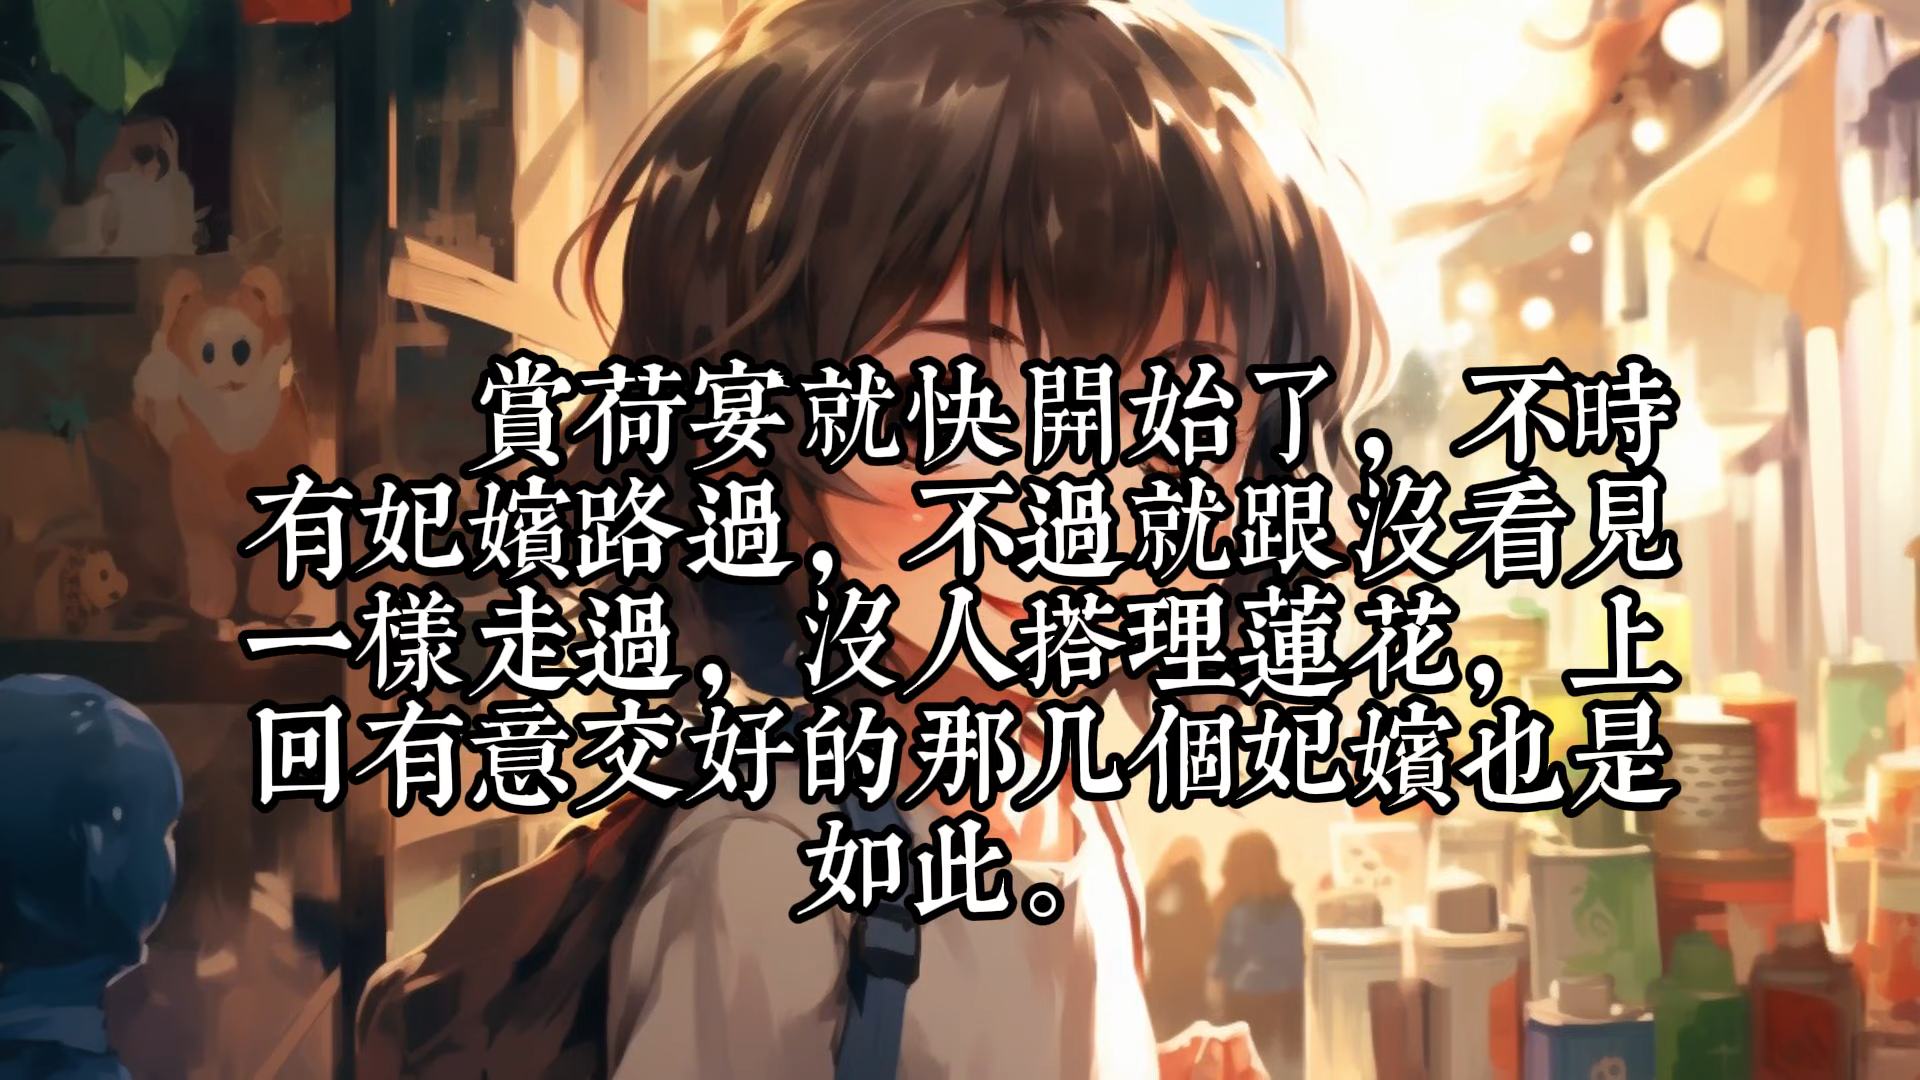 賞荷宴就快開始了，不時
有妃嬪路過，不過就跟沒看見
一樣走過，沒人搭理蓮花，上
回有意交好的那几個妃嬪也是
如此。